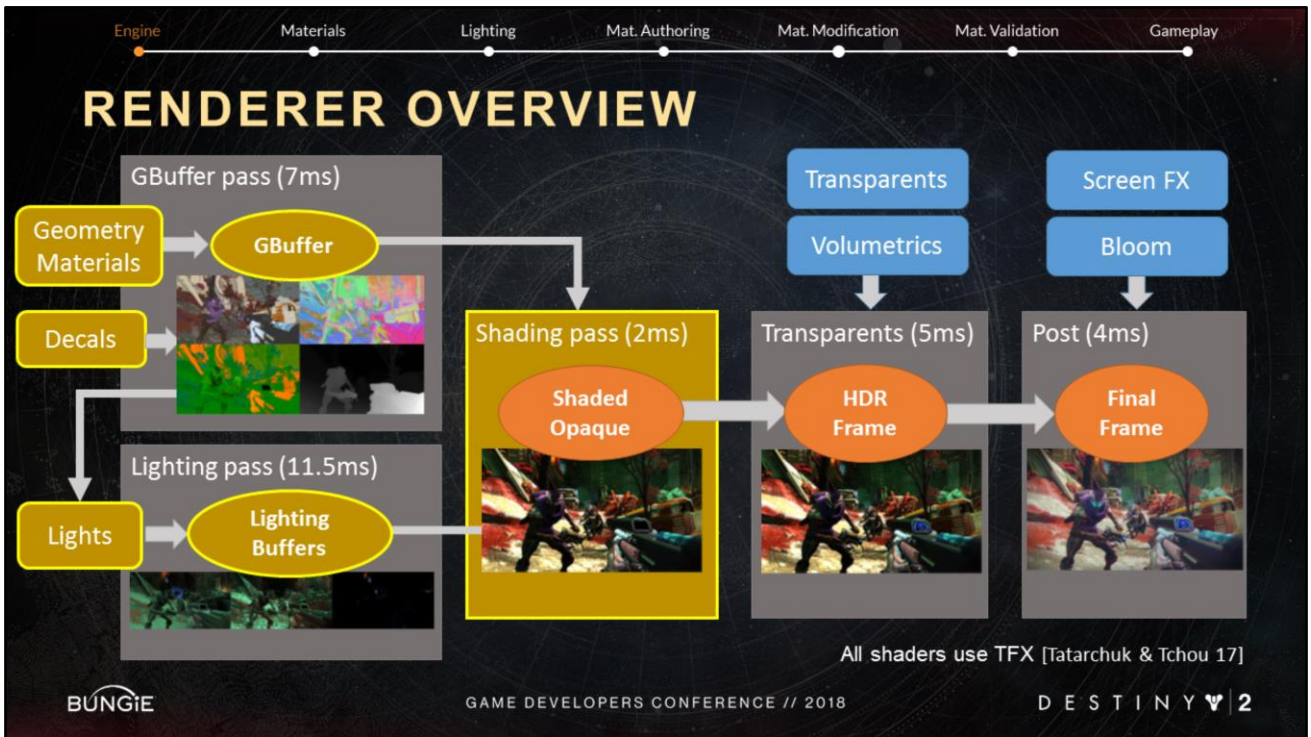 Engine
Materials
Lighting
Mat. Authoring
Mat. Modification
Mat. Validation
Gameplay
RENDERER OVERVIEW
GBuffer pass (7ms)
Geometry
Materials
GBuffer
Decals
Lighting pass (11.5ms)
Lights
Lighting
Buffers
Shading pass (2ms)
Shaded
Opaque
Transparents
Volumetrics
Transparents (5ms)
HDR
Frame
Screen FX
Bloom
Post (4ms)
Final
Frame
All shaders use TFX [Tatarchuk & Tchou 17]
BUNGiE
GAME DEVELOPERS CONFERENCE // 2018
DESTINY 2